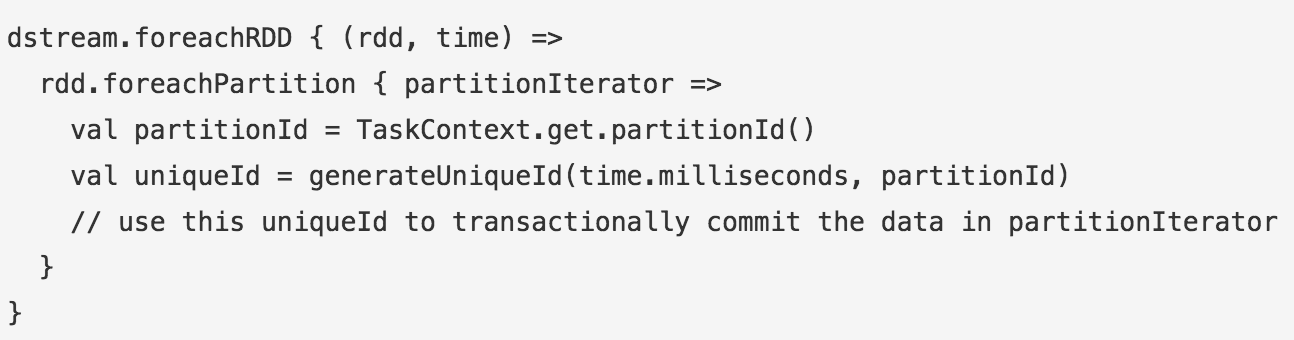 dstream.foreachRDD { (rdd, time) =>
  rdd.foreachPartition { partitionIterator =>
    val partitionId = TaskContext.get.partitionId()
    val uniqueId = generateUniqueId(time.milliseconds, partitionId)
    // use this uniqueId to transactionally commit the data in partitionIterator
  }
}